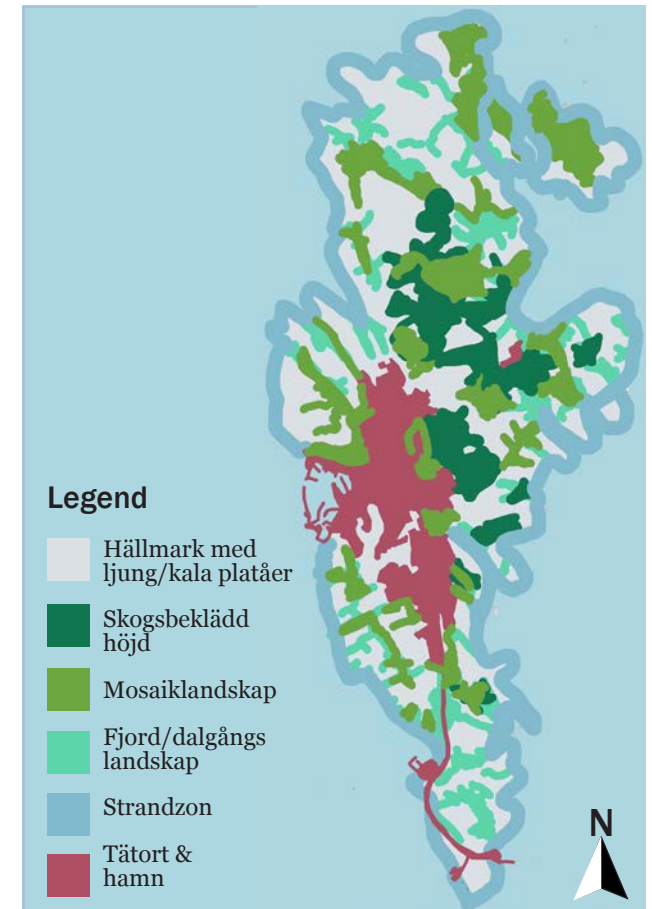 Legend
Hällmark med
ljung/kala platåer
Skogsbeklädd
höjd
Mosaiklandskap
Fjord/dalgångs
landskap
Strandzon
Tätort &
hamn
N